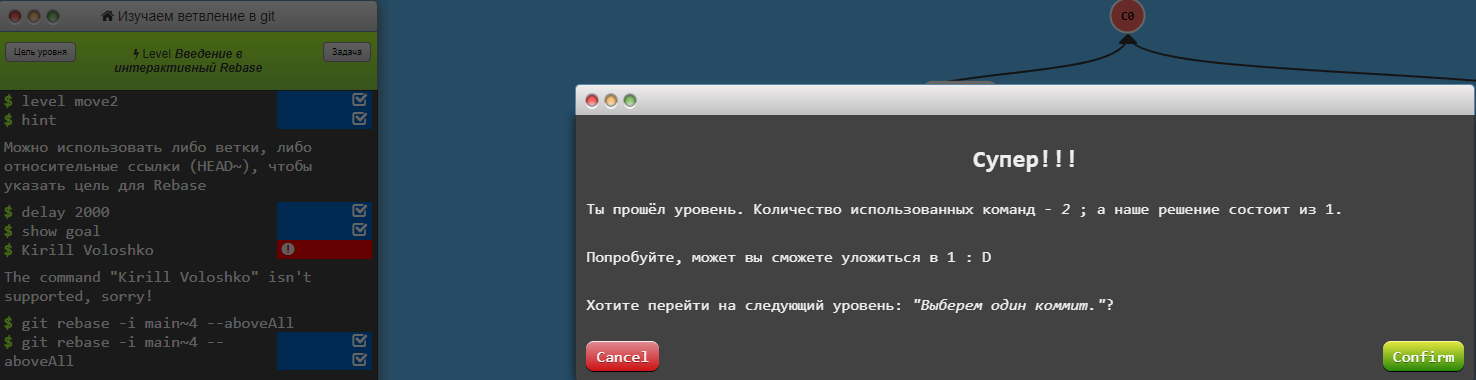 Изучаем ветвление в git
Цель уровня
Level Введение в
интерактивный Rebase
Задача
$ level move2
$ hint
Можно использовать либо ветки, либо
относительные ссылки (HEAD~), чтобы
указать цель для Rebase
$ delay 2000
$ show goal
$ Kirill Voloshko
The command "Kirill Voloshko" isn't
supported, sorry!
$ git rebase -i main~4 --aboveAll
$ git rebase -i main~4 --
aboveAll
C0
Супер!!!
Ты прошёл уровень. Количество использованных команд - 2 ; а наше решение состоит из 1.
Попробуйте, может вы сможете уложиться в 1 : D
Хотите перейти на следующий уровень: "Выберем один коммит."?
Cancel
Confirm